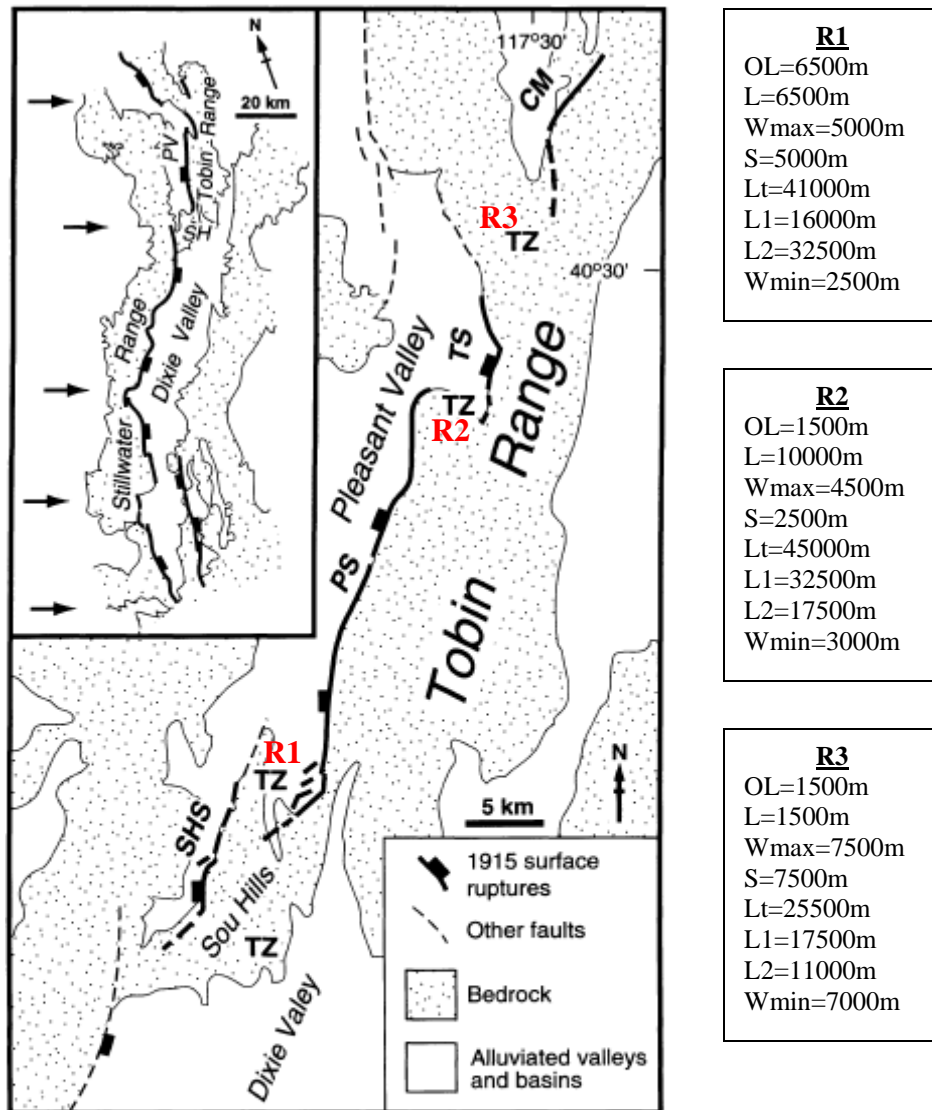 N
20 km
PV
Tobin Range
SH
Stillwater Range
Dixie Valley
117°30'
CM
R3
TZ
40°30'
TS
TZ
R2
Pleasant Valley
Range
PS
Tobin
R1
TZ
SHS
Sou Hills
TZ
Dixie Valey
N
5 km
1915 surface
ruptures
Other faults
Bedrock
Alluviated valleys
and basins
R1
OL=6500m
L=6500m
Wmax=5000m
S=5000m
Lt=41000m
L1=16000m
L2=32500m
Wmin=2500m
R2
OL=1500m
L=10000m
Wmax=4500m
S=2500m
Lt=45000m
L1=32500m
L2=17500m
Wmin=3000m
R3
OL=1500m
L=1500m
Wmax=7500m
S=7500m
Lt=25500m
L1=17500m
L2=11000m
Wmin=7000m